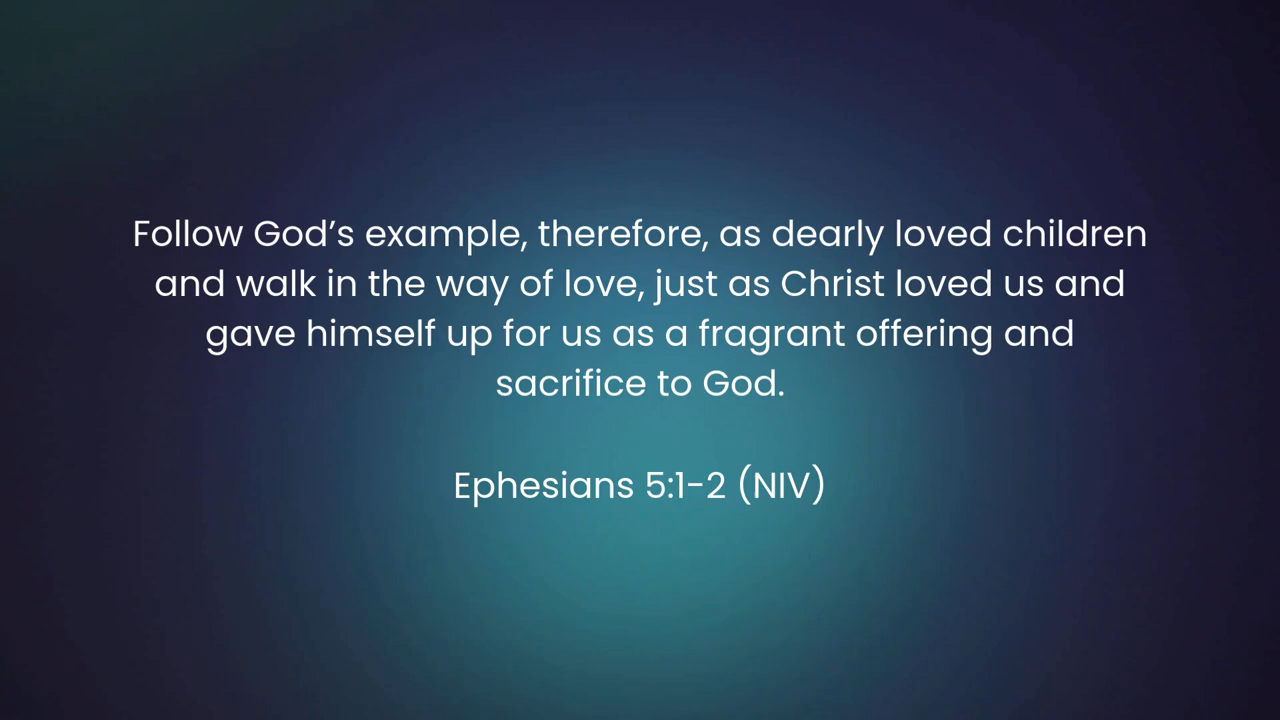 Follow God’s example, therefore, as dearly loved children
and walk in the way of love, just as Christ loved us and
gave himself up for us as a fragrant offering and
sacrifice to God.
Ephesians 5:1-2 (NIV)